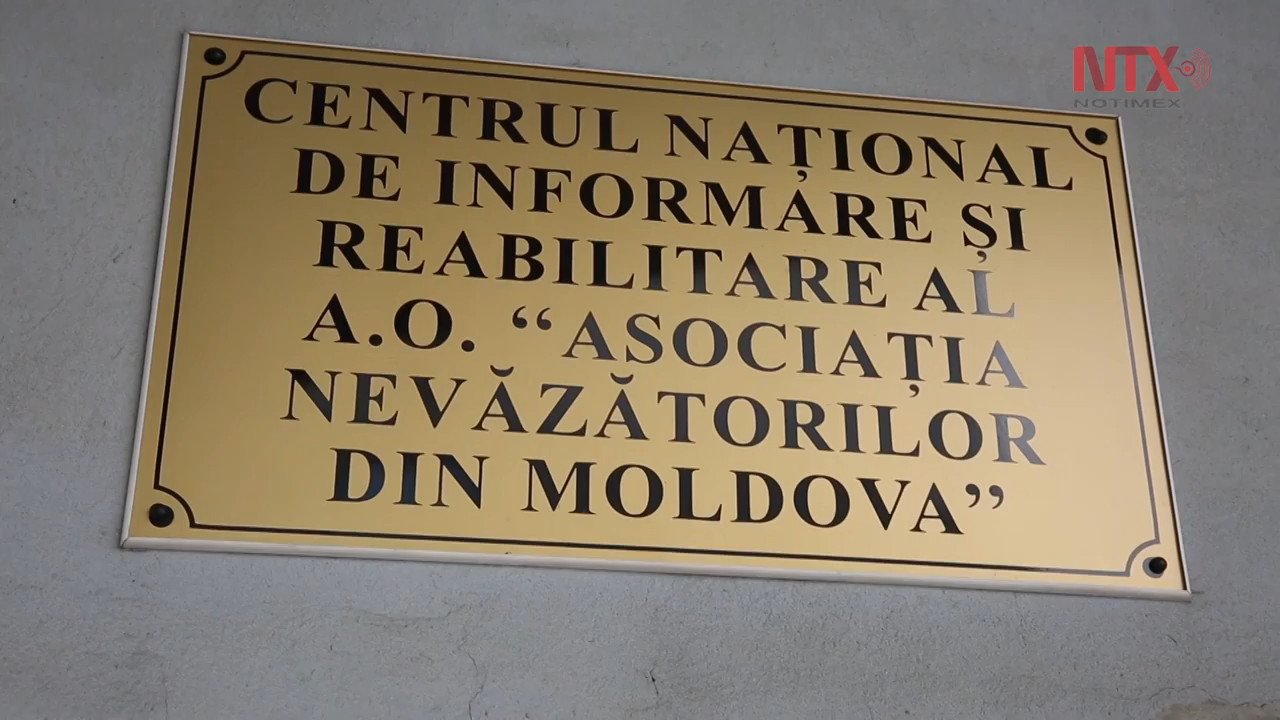 NTX
NOTIMEX
CENTRUL NAȚIONAL
DE INFORMARE ȘI
REABILITARE AL
A.O. “ASOCIAȚIA
NEVĂZĂTORILOR
DIN MOLDOVA”